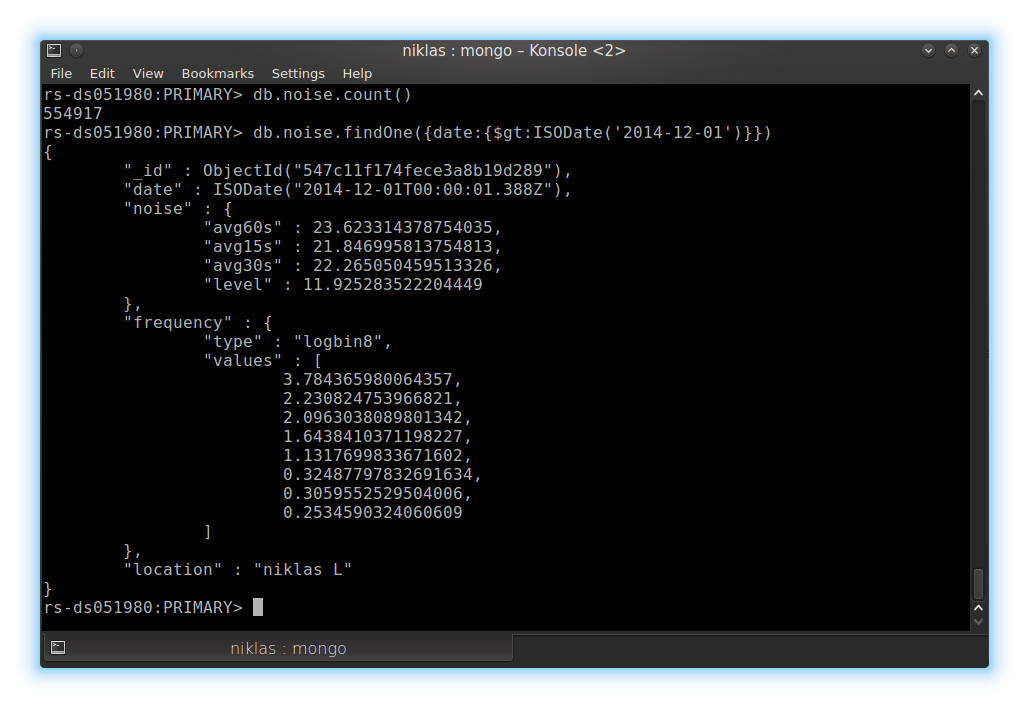 niklas : mongo – Konsole <2>
File Edit View Bookmarks Settings Help
rs-ds051980:PRIMARY> db.noise.count()
554917
rs-ds051980:PRIMARY> db.noise.findOne({date:{$gt:ISODate('2014-12-01')}})
{
        "_id" : ObjectId("547c11f174fece3a8b19d289"),
        "date" : ISODate("2014-12-01T00:00:01.388Z"),
        "noise" : {
                "avg60s" : 23.623314378754035,
                "avg15s" : 21.846995813754813,
                "avg30s" : 22.265050459513326,
                "level" : 11.925283522204449
        },
        "frequency" : {
                "type" : "logbin8",
                "values" : [
                        3.784365980064357,
                        2.230824753966821,
                        2.0963038089801342,
                        1.6438410371198227,
                        1.1317699833671602,
                        0.32487797832691634,
                        0.3059552529504006,
                        0.2534590324060609
                ]
        },
        "location" : "niklas L"
}
rs-ds051980:PRIMARY>
niklas : mongo